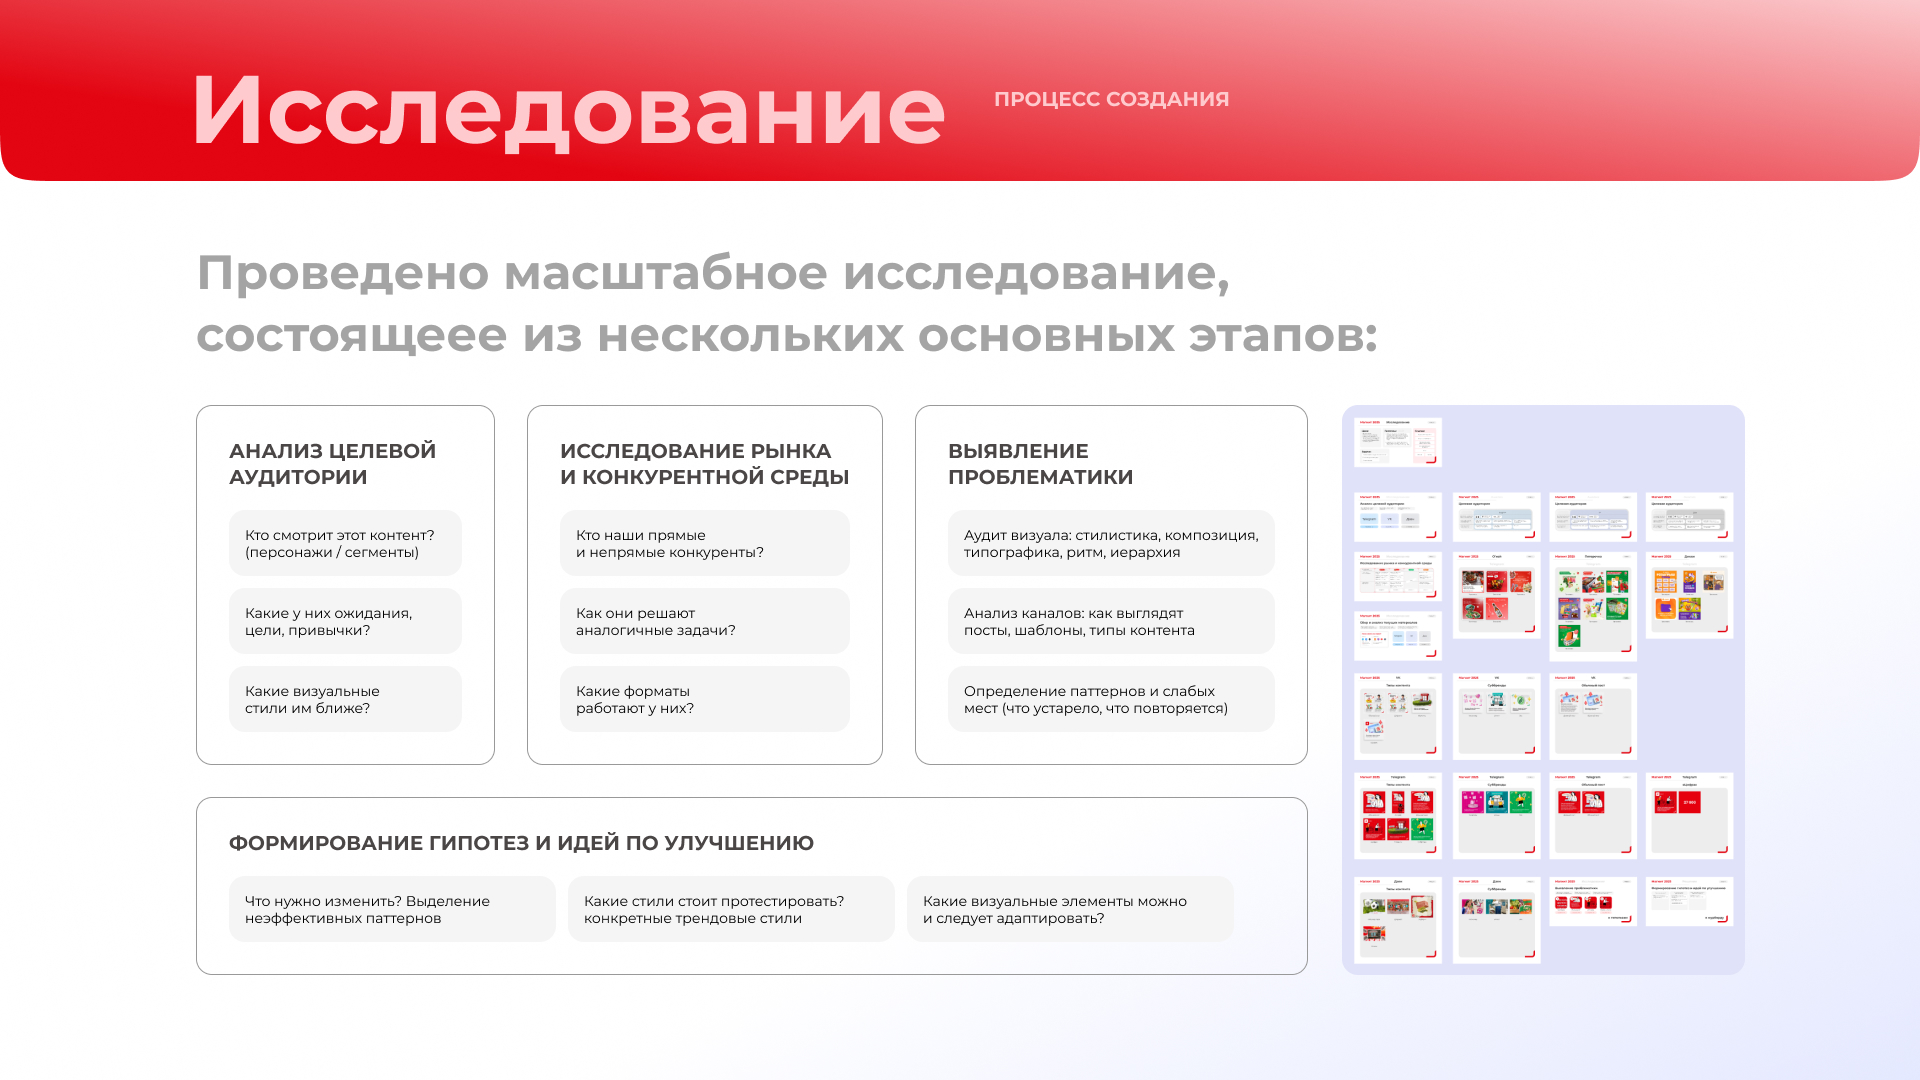 Исследование
ПРОЦЕСС СОЗДАНИЯ
Проведено масштабное исследование,
состоящеее из нескольких основных этапов:
АНАЛИЗ ЦЕЛЕВОЙ
АУДИТОРИИ
Кто смотрит этот контент?
(персонажи / сегменты)
Какие у них ожидания,
цели, привычки?
Какие визуальные
стили им ближе?
ИССЛЕДОВАНИЕ РЫНКА
И КОНКУРЕНТНОЙ СРЕДЫ
Кто наши прямые
и непрямые конкуренты?
Как они решают
аналогичные задачи?
Какие форматы
работают у них?
ВЫЯВЛЕНИЕ
ПРОБЛЕМАТИКИ
Аудит визуала: стилистика, композиция,
типографика, ритм, иерархия
Анализ каналов: как выглядят
посты, шаблоны, типы контента
Определение паттернов и слабых
мест (что устарело, что повторяется)
ФОРМИРОВАНИЕ ГИПОТЕЗ И ИДЕЙ ПО УЛУЧШЕНИЮ
Что нужно изменить? Выделение
неэффективных паттернов
Какие стили стоит протестировать?
конкретные трендовые стили
Какие визуальные элементы можно
и следует адаптировать?